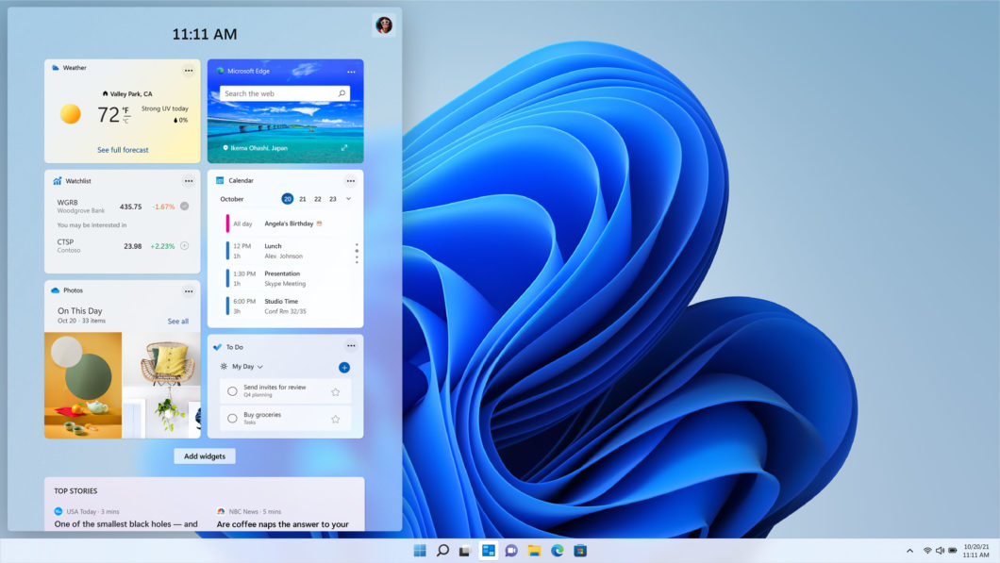 11:11 AM
Weather
Valley Park, CA
72 °F °C
Strong UV today
0%
See full forecast
Microsoft Edge
Search the web
Ikema Ohashi, Japan
Watchlist
WGRB 435.75 -1.67%
Woodgrove Bank
You may be interested in
CTSP 23.98 +2.23%
Contoso
Calendar
October 20 21 22 23
All day Angela's Birthday
12 PM Lunch
1h Alex Johnson
1:30 PM Presentation
1h Skype Meeting
6:00 PM Studio Time
3h Conf Rm 32/35
Photos
On This Day
Oct 20 · 33 items
See all
To Do
My Day
Send invites for review
Q4 planning
Buy groceries
Tasks
Add widgets
TOP STORIES
USA Today · 3 mins
One of the smallest black holes — and
NBC News · 5 mins
Are coffee naps the answer to your
10/20/21
11:11 AM